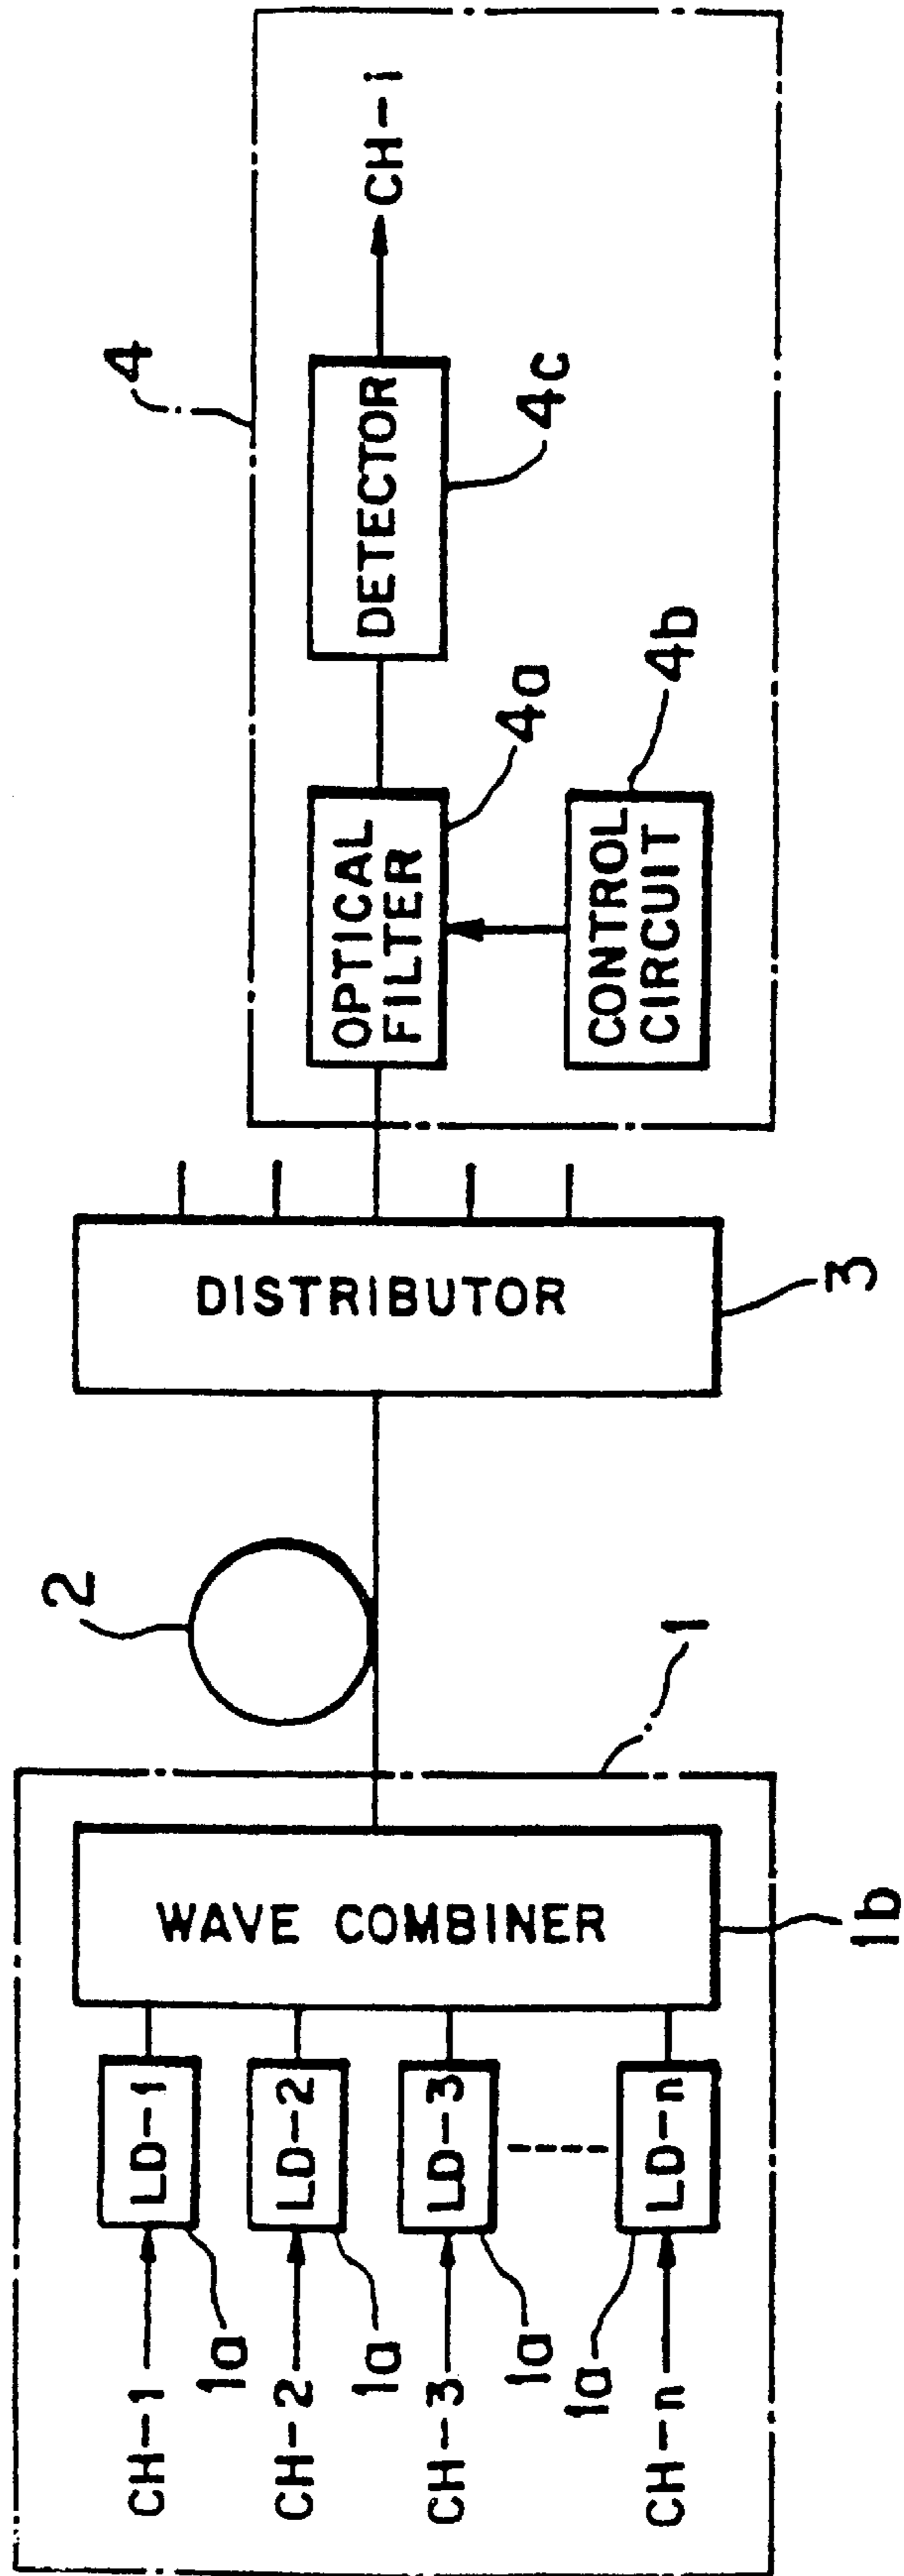 CH-1
LD-1
1a
CH-2
LD-2
1a
CH-3
LD-3
1a
CH-n
LD-n
1a
WAVE COMBINER
1b
1
2
DISTRIBUTOR
3
4
OPTICAL
FILTER
4a
CONTROL
CIRCUIT
4b
DETECTOR
4c
CH-i